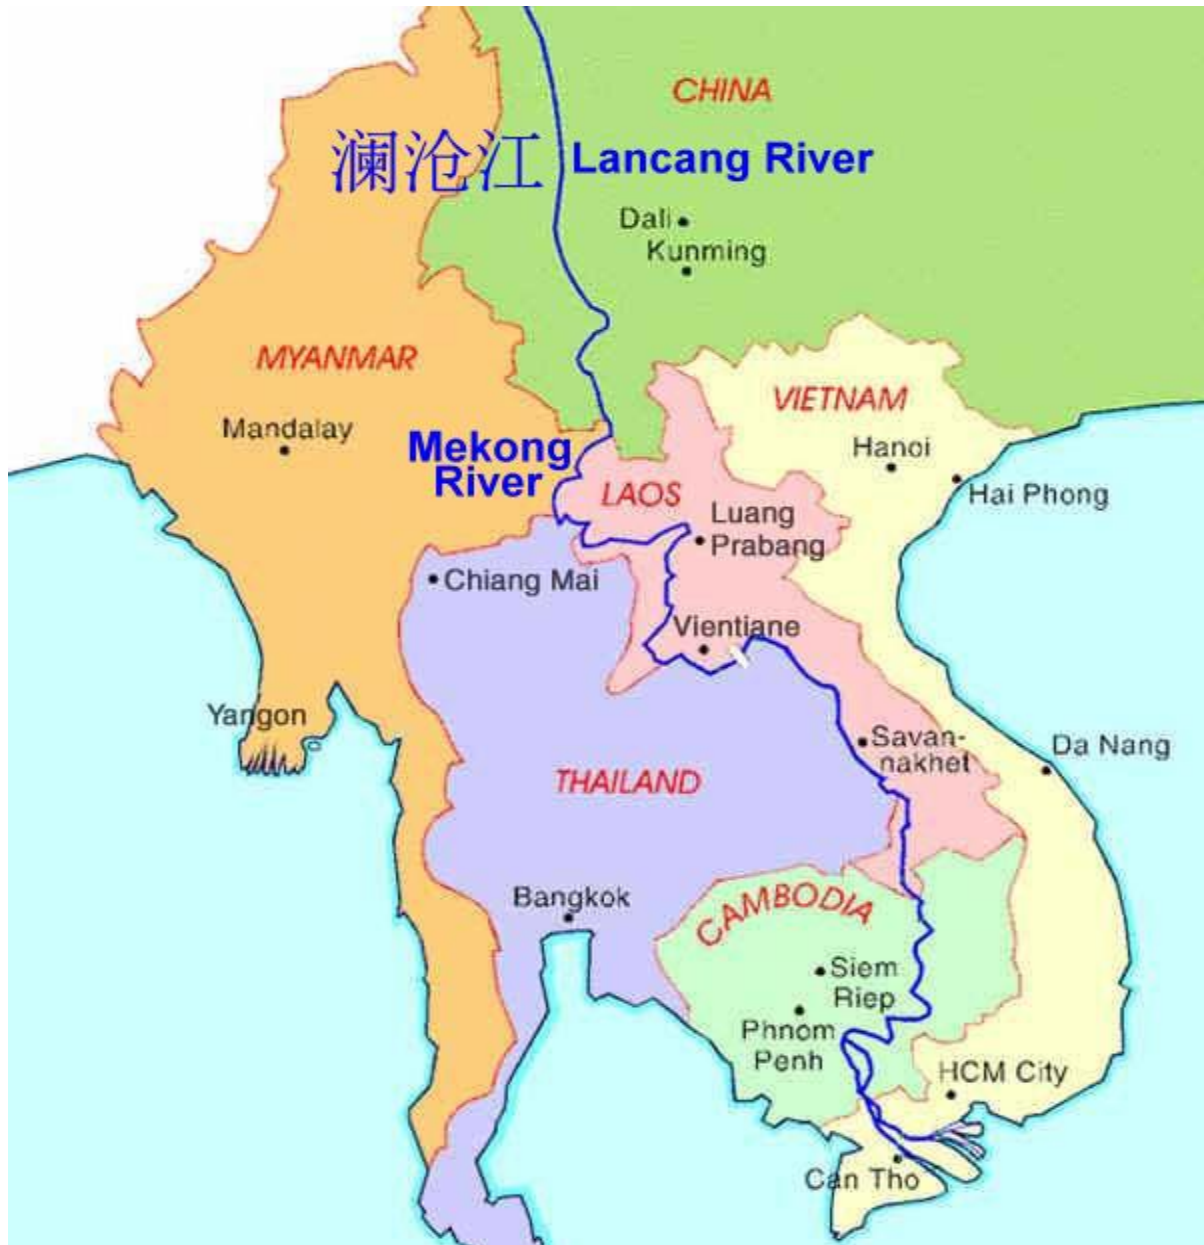 CHINA
澜沧江 Lancang River
Dali
Kunming
MYANMAR
VIETNAM
Mandalay
Mekong
River
Hanoi
LAOS
Hai Phong
Luang
Prabang
Chiang Mai
Vientiane
Yangon
Savan-
nakhet
Da Nang
THAILAND
Bangkok
CAMBODIA
Siem
Riep
Phnom
Penh
HCM City
Can Tho